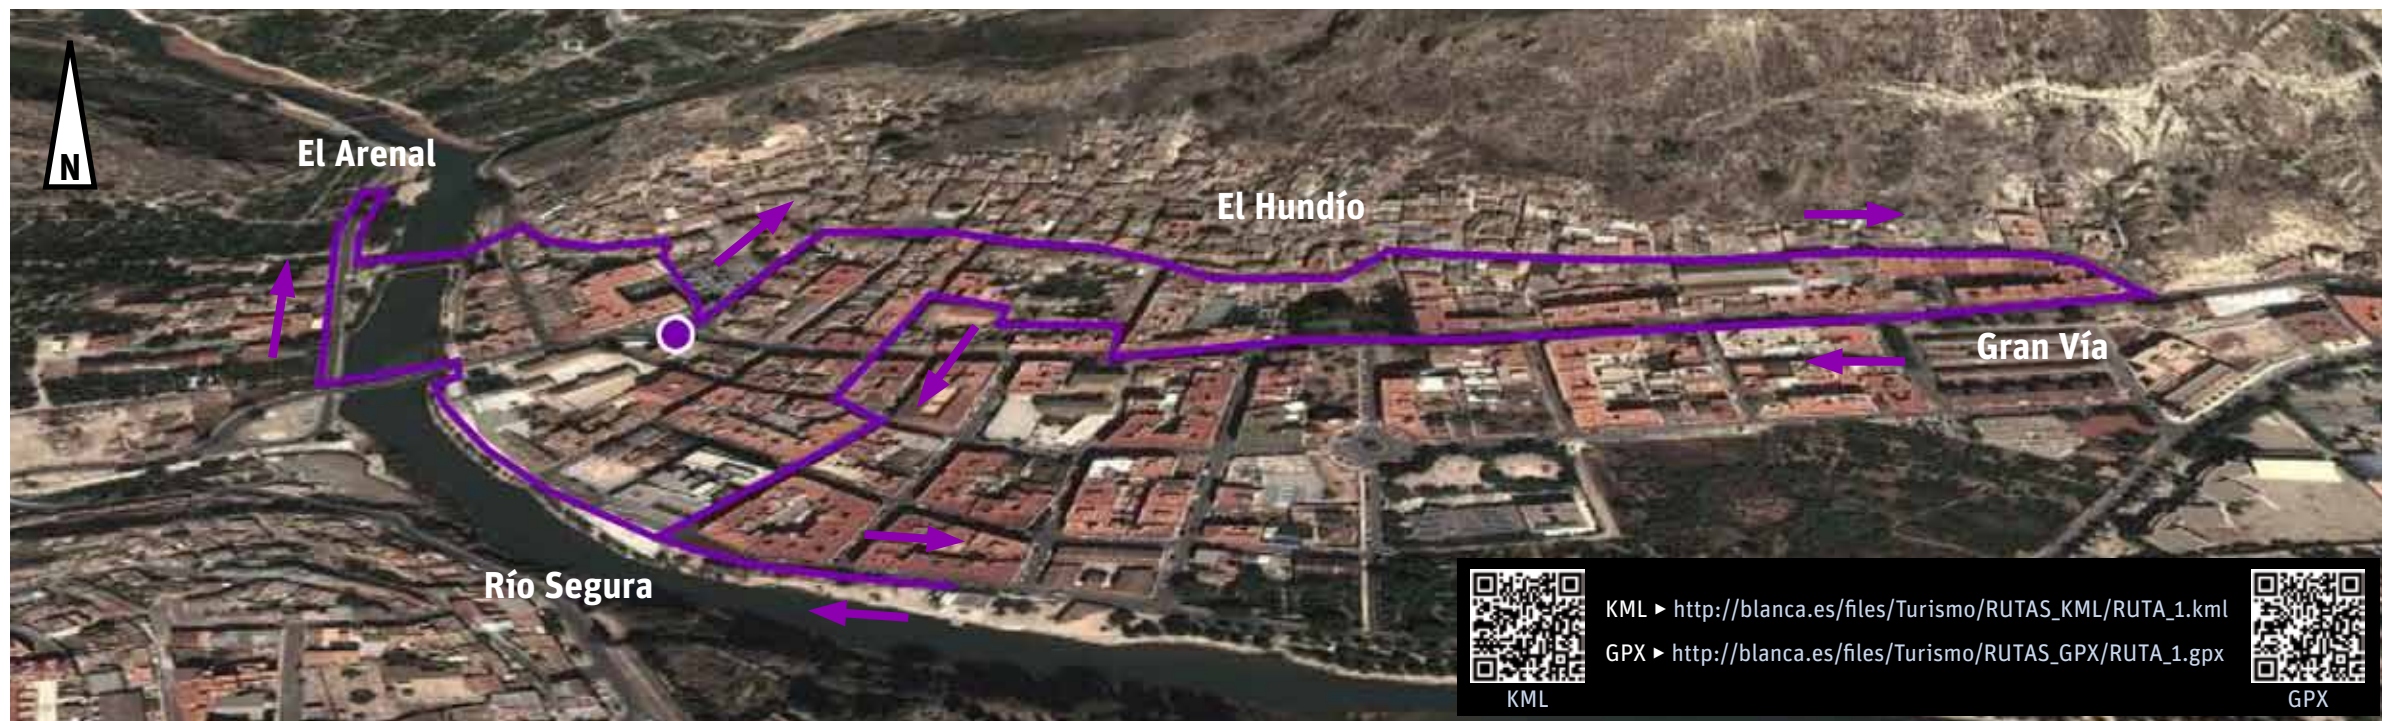 N
El Arenal
El Hundío
Gran Vía
Río Segura
KML ▸ http://blanca.es/files/Turismo/RUTAS_KML/RUTA_1.kml
GPX ▸ http://blanca.es/files/Turismo/RUTAS_GPX/RUTA_1.gpx
KML
GPX